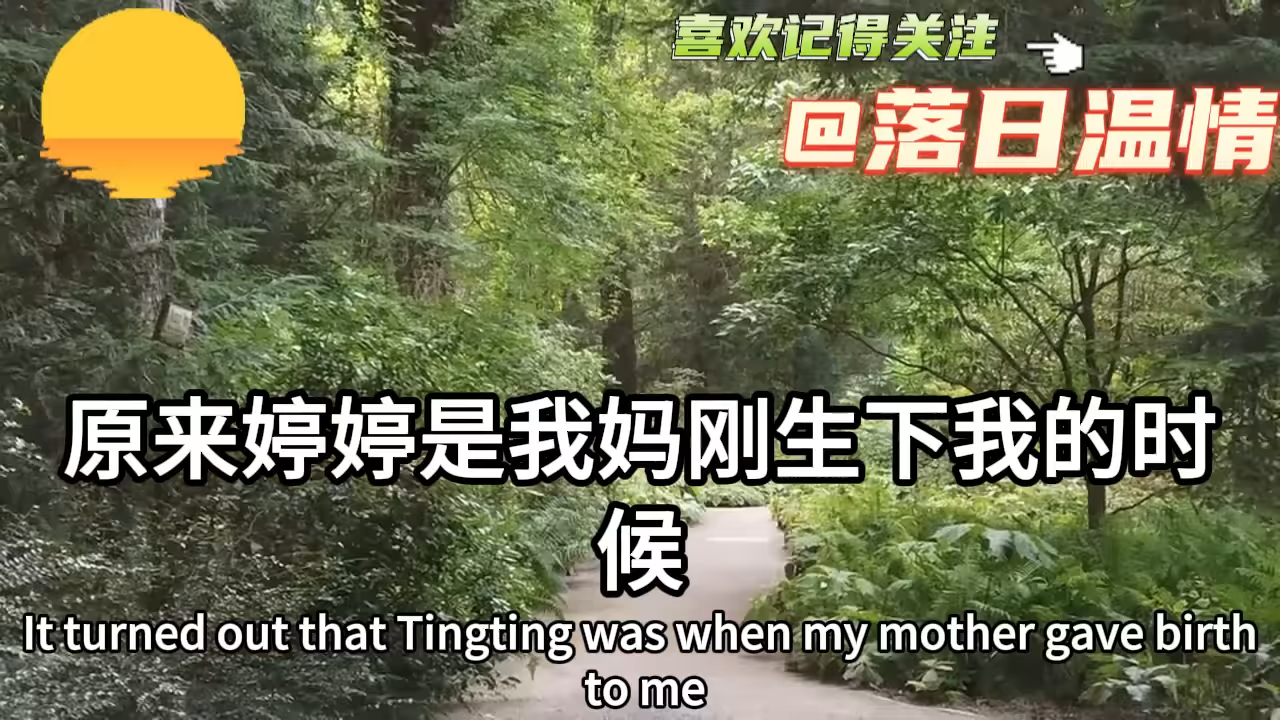 喜欢记得关注
@落日温情
原来婷婷是我妈刚生下我的时
候
It turned out that Tingting was when my mother gave birth
to me